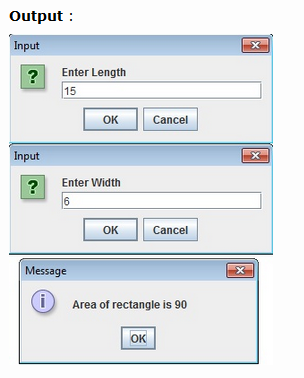 Output :
Input
Enter Length
15
OK Cancel
Input
Enter Width
6
OK Cancel
Message
Area of rectangle is 90
OK